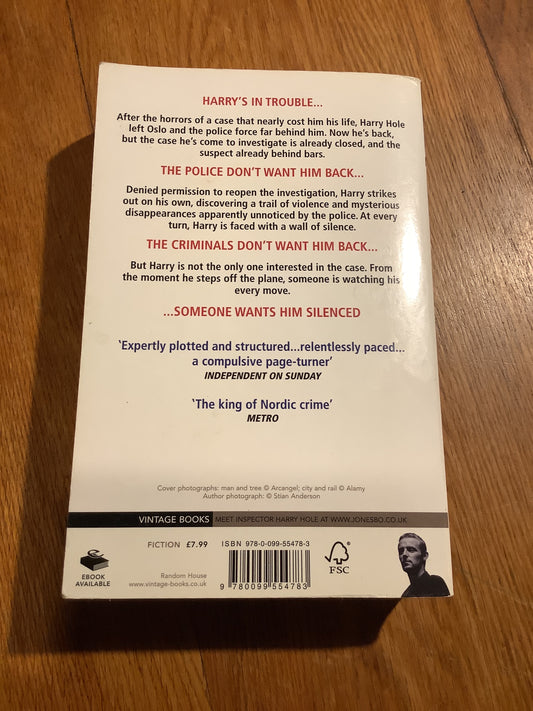 HARRY'S IN TROUBLE...
After the horrors of a case that nearly cost him his life, Harry Hole
left Oslo and the police force far behind him. Now he's back,
but the case he's come to investigate is already closed, and the
suspect already behind bars.
THE POLICE DON'T WANT HIM BACK...
Denied permission to reopen the investigation, Harry strikes
out on his own, discovering a trail of violence and mysterious
disappearances apparently unnoticed by the police. At every
turn, Harry is faced with a wall of silence.
THE CRIMINALS DON'T WANT HIM BACK...
But Harry is not the only one interested in the case. From
the moment he steps off the plane, someone is watching his
every move.
...SOMEONE WANTS HIM SILENCED
'Expertly plotted and structured...relentlessly paced...
a compulsive page-turner'
INDEPENDENT ON SUNDAY
'The king of Nordic crime'
METRO
Cover photographs: man and tree © Arcangel; city and rail © Alamy
Author photograph: © Stian Anderson
VINTAGE BOOKS MEET INSPECTOR HARRY HOLE AT WWW.JONESBO.CO.UK
FICTION £7.99
EBOOK
AVAILABLE
Random House
www.vintage-books.co.uk
ISBN 978-0-099-55478-3
9 780099 554783
FSC